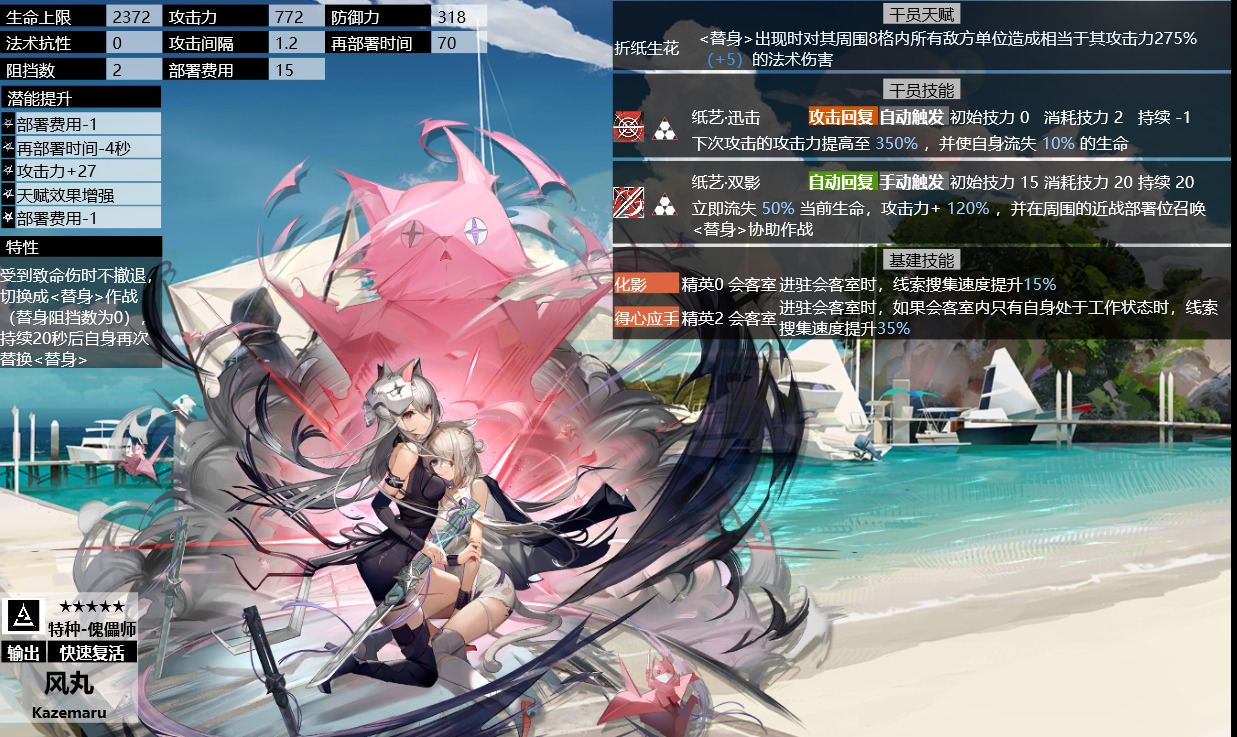 生命上限 2372 攻击力 772 防御力 318
法术抗性 0 攻击间隔 1.2 再部署时间 70
阻挡数 2 部署费用 15
潜能提升
部署费用-1
再部署时间-4秒
攻击力+27
天赋效果增强
部署费用-1
特性
受到致命伤时不撤退，
切换成<替身>作战
（替身阻挡数为0），
持续20秒后自身再次
替换<替身>
★★★★★
特种-傀儡师
输出 快速复活
风丸
Kazemaru
干员天赋
折纸生花 <替身>出现时对其周围8格内所有敌方单位造成相当于其攻击力275%
（+5）的法术伤害
干员技能
纸艺·迅击 攻击回复 自动触发 初始技力 0 消耗技力 2 持续 -1
下次攻击的攻击力提高至 350% ，并使自身流失 10% 的生命
纸艺·双影 自动回复 手动触发 初始技力 15 消耗技力 20 持续 20
立即流失 50% 当前生命，攻击力+ 120% ，并在周围的近战部署位召唤
<替身>协助作战
基建技能
化影 精英0 会客室 进驻会客室时，线索搜集速度提升15%
得心应手 精英2 会客室 进驻会客室时，如果会客室内只有自身处于工作状态时，线索
搜集速度提升35%